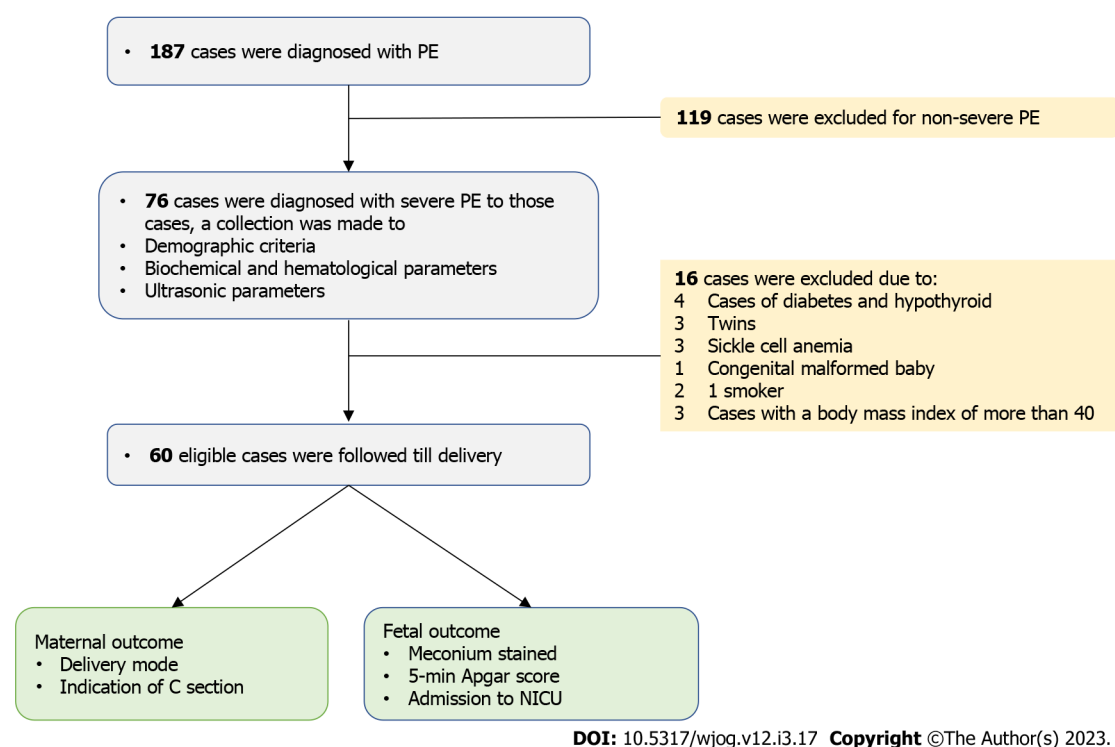 • 187 cases were diagnosed with PE
119 cases were excluded for non-severe PE
• 76 cases were diagnosed with severe PE to those
cases, a collection was made to
• Demographic criteria
• Biochemical and hematological parameters
• Ultrasonic parameters
16 cases were excluded due to:
4 Cases of diabetes and hypothyroid
3 Twins
3 Sickle cell anemia
1 Congenital malformed baby
2 1 smoker
3 Cases with a body mass index of more than 40
• 60 eligible cases were followed till delivery
Maternal outcome
• Delivery mode
• Indication of C section
Fetal outcome
• Meconium stained
• 5-min Apgar score
• Admission to NICU
DOI: 10.5317/wjog.v12.i3.17 Copyright ©The Author(s) 2023.